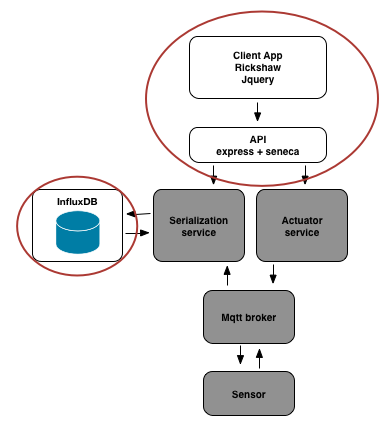 Client App
Rickshaw
Jquery
API
express + seneca
InfluxDB
Serialization
service
Actuator
service
Mqtt broker
Sensor